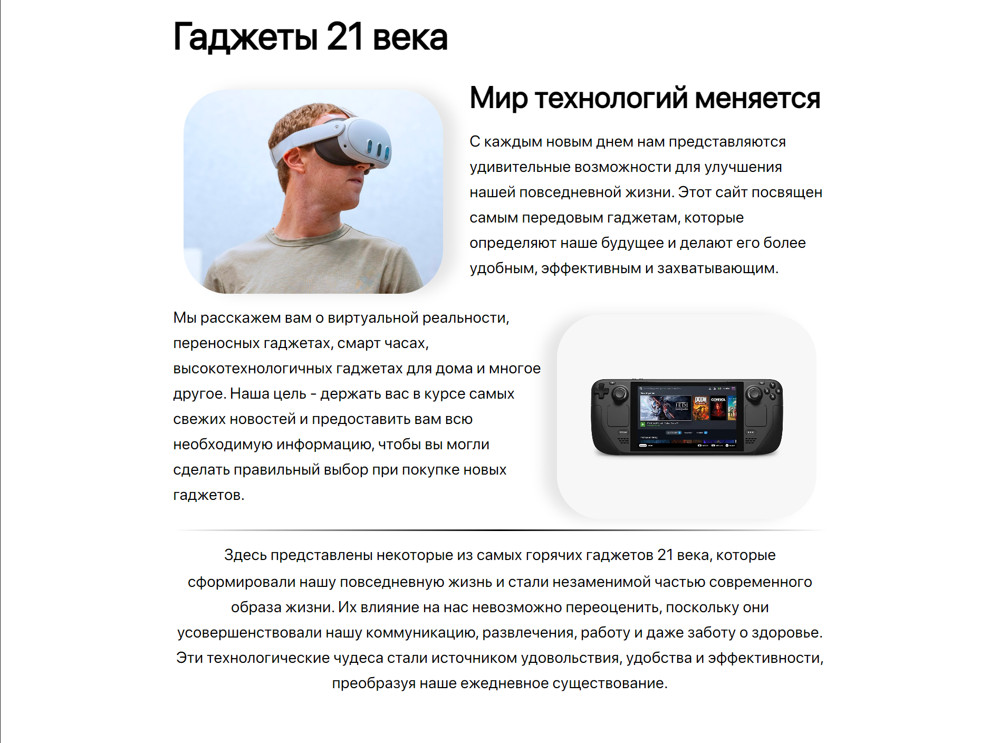 Гаджеты 21 века
Мир технологий меняется
С каждым новым днем нам представляются
удивительные возможности для улучшения
нашей повседневной жизни. Этот сайт посвящен
самым передовым гаджетам, которые
определяют наше будущее и делают его более
удобным, эффективным и захватывающим.
Мы расскажем вам о виртуальной реальности,
переносных гаджетах, смарт часах,
высокотехнологичных гаджетах для дома и многое
другое. Наша цель - держать вас в курсе самых
свежих новостей и предоставить вам всю
необходимую информацию, чтобы вы могли
сделать правильный выбор при покупке новых
гаджетов.
Recent games
JEDI
DOOM
CONTROL
From your library
STEAM
Y
X
B
A
Здесь представлены некоторые из самых горячих гаджетов 21 века, которые
сформировали нашу повседневную жизнь и стали незаменимой частью современного
образа жизни. Их влияние на нас невозможно переоценить, поскольку они
усовершенствовали нашу коммуникацию, развлечения, работу и даже заботу о здоровье.
Эти технологические чудеса стали источником удовольствия, удобства и эффективности,
преобразуя наше ежедневное существование.